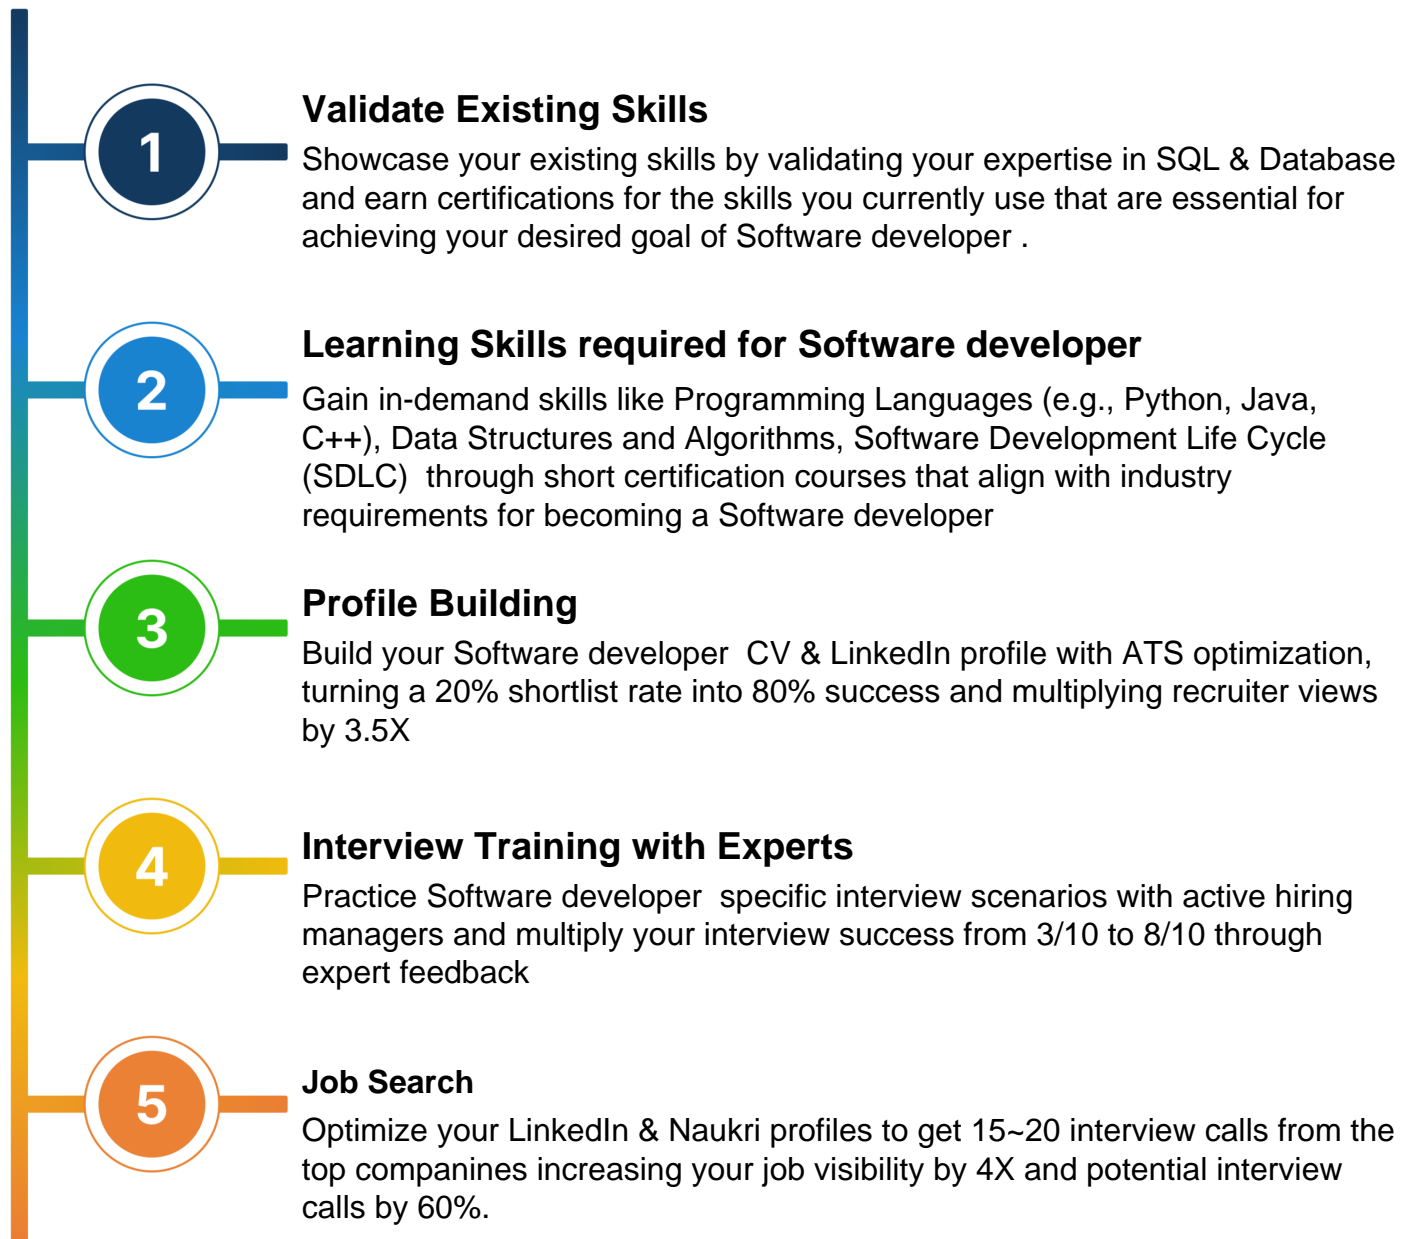 1
Validate Existing Skills
Showcase your existing skills by validating your expertise in SQL & Database
and earn certifications for the skills you currently use that are essential for
achieving your desired goal of Software developer .
2
Learning Skills required for Software developer
Gain in-demand skills like Programming Languages (e.g., Python, Java,
C++), Data Structures and Algorithms, Software Development Life Cycle
(SDLC)  through short certification courses that align with industry
requirements for becoming a Software developer
3
Profile Building
Build your Software developer  CV & LinkedIn profile with ATS optimization,
turning a 20% shortlist rate into 80% success and multiplying recruiter views
by 3.5X
4
Interview Training with Experts
Practice Software developer  specific interview scenarios with active hiring
managers and multiply your interview success from 3/10 to 8/10 through
expert feedback
5
Job Search
Optimize your LinkedIn & Naukri profiles to get 15~20 interview calls from the
top companines increasing your job visibility by 4X and potential interview
calls by 60%.